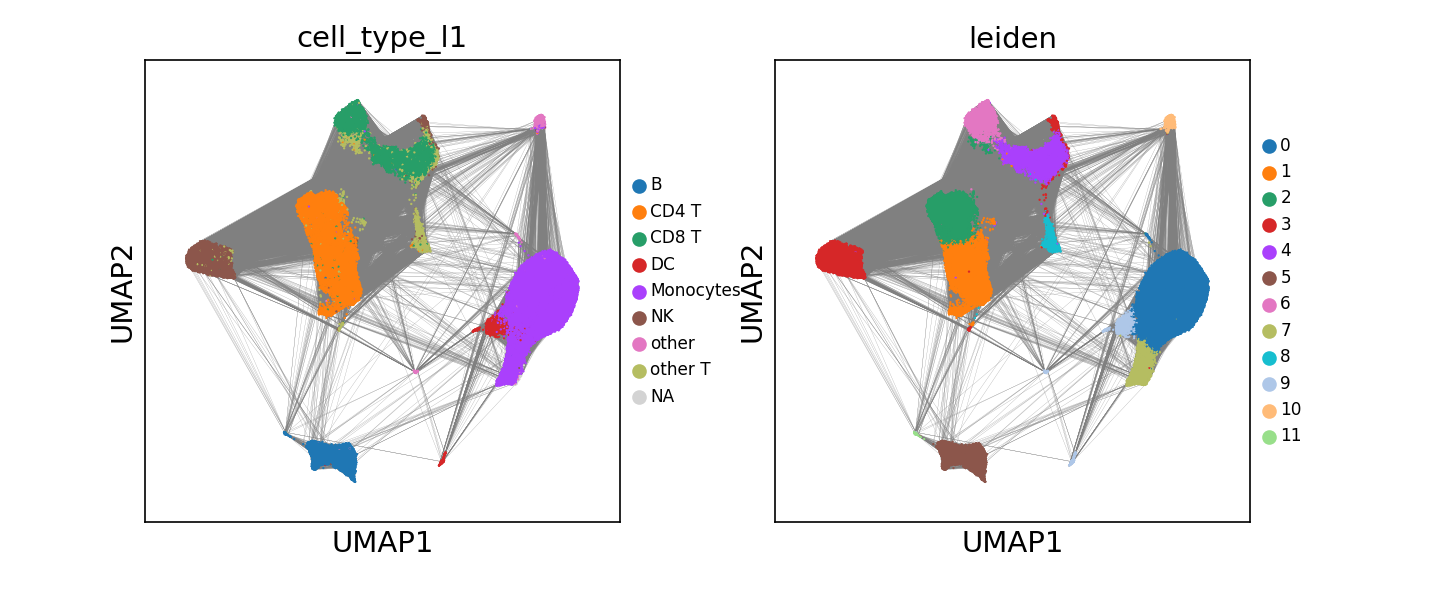 cell_type_l1
UMAP2
UMAP1
B
CD4 T
CD8 T
DC
Monocytes
NK
other
other T
NA
leiden
UMAP2
UMAP1
0
1
2
3
4
5
6
7
8
9
10
11